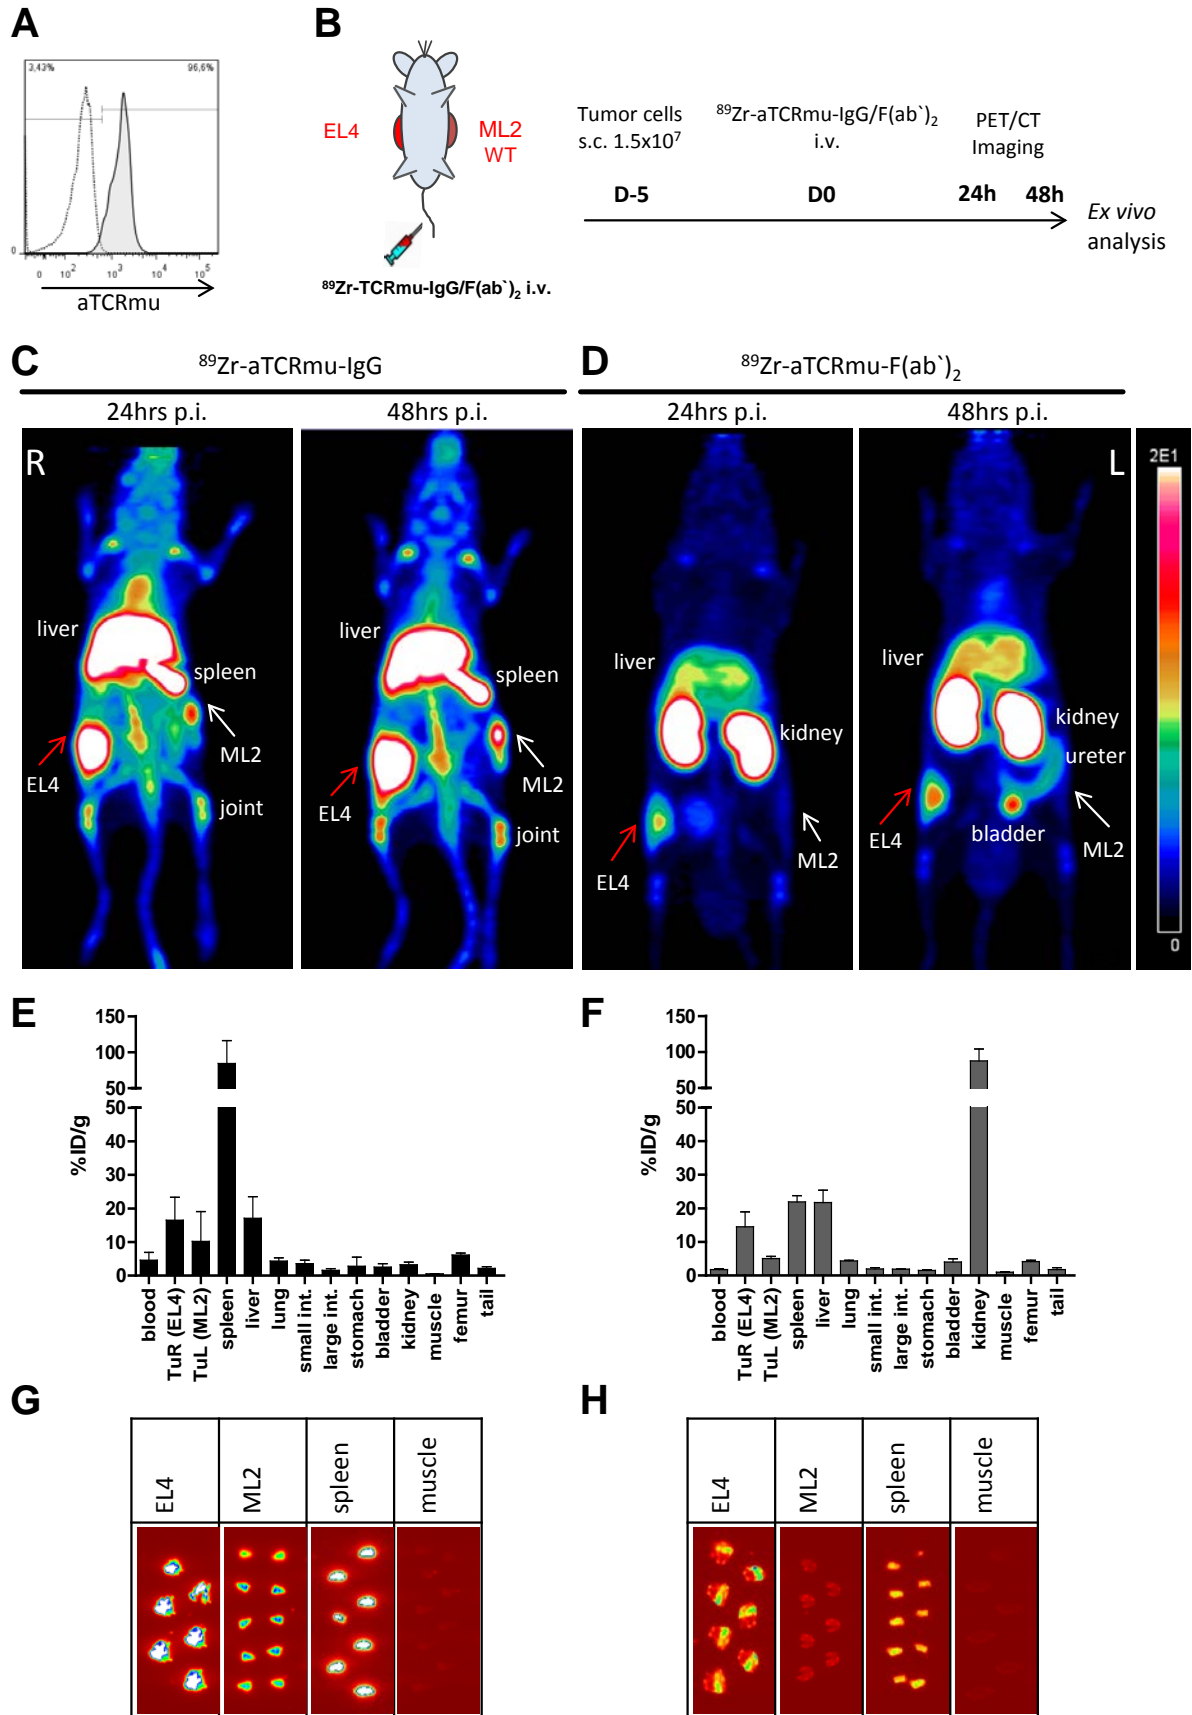 A
3,43%
96,6%
0
0 10² 10³ 10⁴ 10⁵
aTCRmu
B
EL4
ML2
WT
⁸⁹Zr-TCRmu-IgG/F(ab`)₂ i.v.
Tumor cells
s.c. 1.5x10⁷
⁸⁹Zr-aTCRmu-IgG/F(ab`)₂
i.v.
PET/CT
Imaging
D-5
D0
24h
48h
Ex vivo
analysis
C
⁸⁹Zr-aTCRmu-IgG
24hrs p.i.
48hrs p.i.
R
liver
spleen
ML2
EL4
joint
liver
spleen
ML2
EL4
joint
D
⁸⁹Zr-aTCRmu-F(ab`)₂
24hrs p.i.
48hrs p.i.
L
liver
kidney
ML2
EL4
liver
kidney
ureter
bladder
ML2
EL4
2E1
0
E
%ID/g
150
100
50
50
40
30
20
10
0
blood
TuR (EL4)
TuL (ML2)
spleen
liver
lung
small int.
large int.
stomach
bladder
kidney
muscle
femur
tail
F
%ID/g
150
100
50
50
40
30
20
10
0
blood
TuR (EL4)
TuL (ML2)
spleen
liver
lung
small int.
large int.
stomach
bladder
kidney
muscle
femur
tail
G
EL4
ML2
spleen
muscle
H
EL4
ML2
spleen
muscle